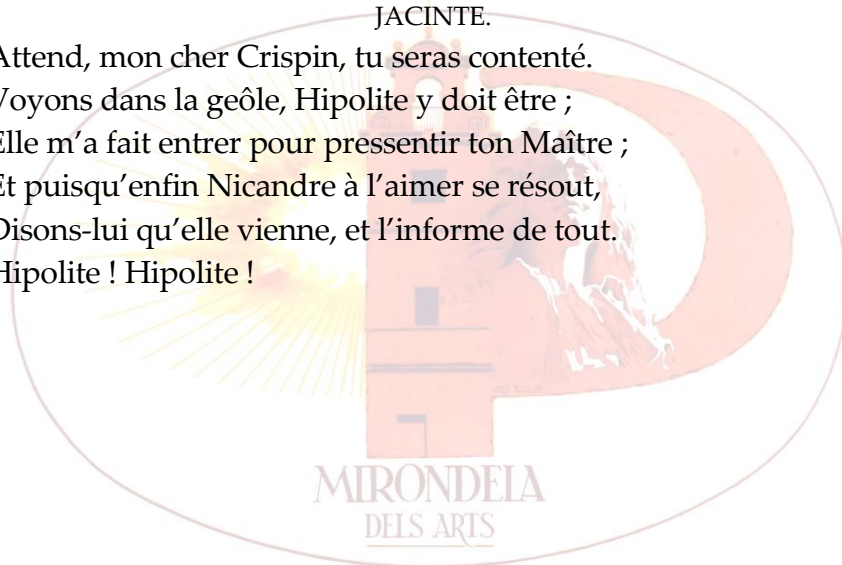 JACINTE.
Attend, mon cher Crispin, tu seras contenté.
Voyons dans la geôle, Hipolite y doit être ;
Elle m’a fait entrer pour pressentir ton Maître ;
Et puisqu’enfin Nicandre à l’aimer se résout,
Disons-lui qu’elle vienne, et l’informe de tout.
Hipolite ! Hipolite !
MIRONDELA
DELS ARTS